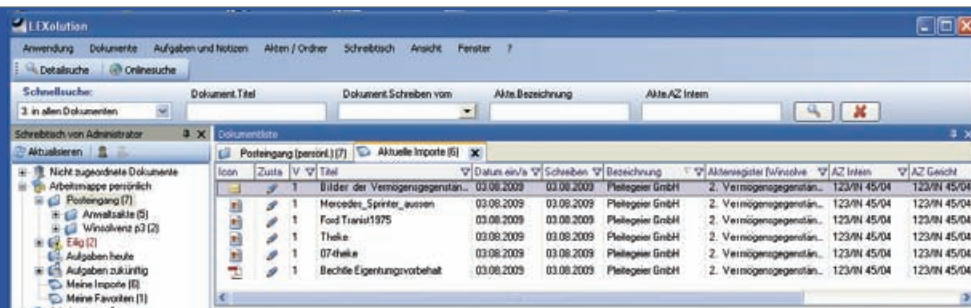 LEXolution
Anwendung Dokumente Aufgaben und Notizen Akten / Ordner Schreibtisch Ansicht Fenster ?
Detailsuche Onlinesuche
Schnellsuche: Dokument.Titel Dokument.Schreiben vom Akte.Bezeichnung Akte.AZ Intern
3. in allen Dokumenten
Schreibtisch von Administrator Dokumentliste
Aktualisieren Posteingang (persönl.) (7) Aktuelle Importe (6)
Nicht zugeordnete Dokumente
Arbeitsmappe persönlich
Posteingang (7)
Anwaltsakte (5)
Winsolvenz p3 (2)
Eilig (2)
Aufgaben heute
Aufgaben zukünftig
Meine Importe (6)
Meine Favoriten (1)
Icon Zusta V Titel Datum ein/a Schreiben Bezeichnung Aktenregister (Winsolve AZ Intern AZ Gericht
1 Bilder der Vermögensgegenstän... 03.08.2009 03.08.2009 Pleitegeier GmbH 2. Vermögensgegenstän... 123/IN 45/04 123/IN 45/04
1 Mercedes_Sprinter_aussen 03.08.2009 03.08.2009 Pleitegeier GmbH 2. Vermögensgegenstän... 123/IN 45/04 123/IN 45/04
1 Ford Tranist1975 03.08.2009 03.08.2009 Pleitegeier GmbH 2. Vermögensgegenstän... 123/IN 45/04 123/IN 45/04
1 Theke 03.08.2009 03.08.2009 Pleitegeier GmbH 2. Vermögensgegenstän... 123/IN 45/04 123/IN 45/04
1 07-theke 03.08.2009 03.08.2009 Pleitegeier GmbH 2. Vermögensgegenstän... 123/IN 45/04 123/IN 45/04
1 Bechtle Eigentumsvorbehalt 03.08.2009 03.08.2009 Pleitegeier GmbH 2. Vermögensgegenstän... 123/IN 45/04 123/IN 45/04